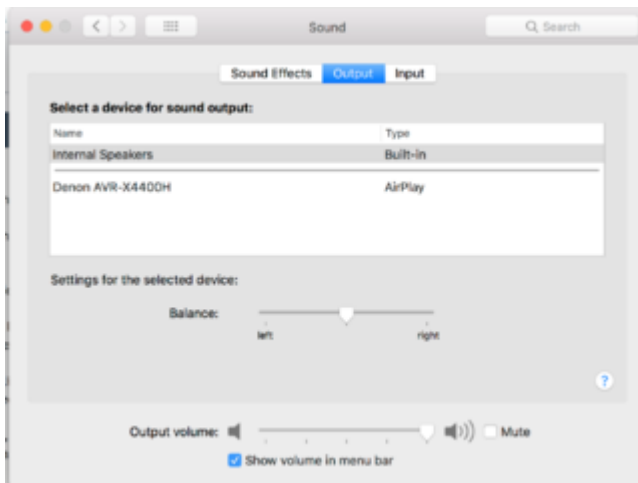 Sound
Search
Sound Effects Output Input
Select a device for sound output:
Name Type
Internal Speakers Built-in
Denon AVR-X4400H AirPlay
Settings for the selected device:
Balance:
left right
?
Output volume: Mute
Show volume in menu bar